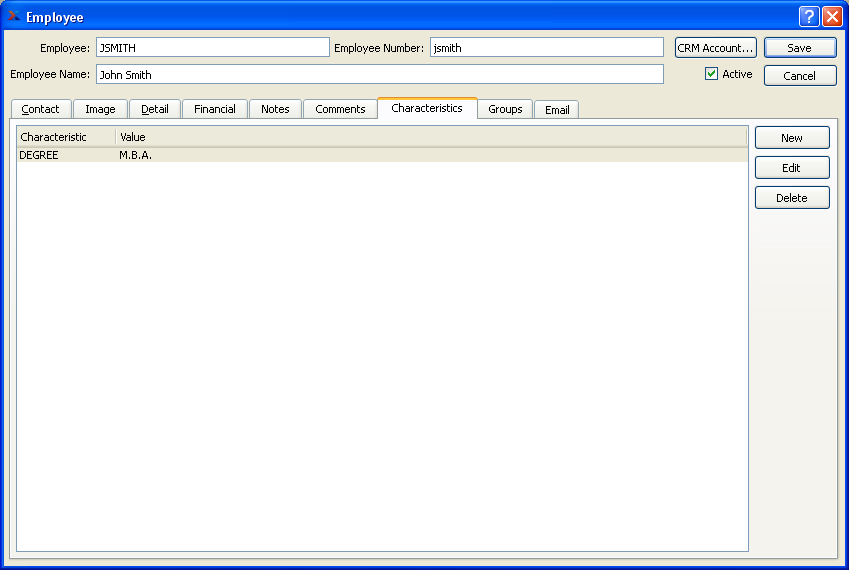 Employee
Employee: JSMITH Employee Number: jsmith CRM Account... Save
Employee Name: John Smith Active Cancel
Contact Image Detail Financial Notes Comments Characteristics Groups Email
Characteristic Value New
DEGREE M.B.A.
Edit
Delete